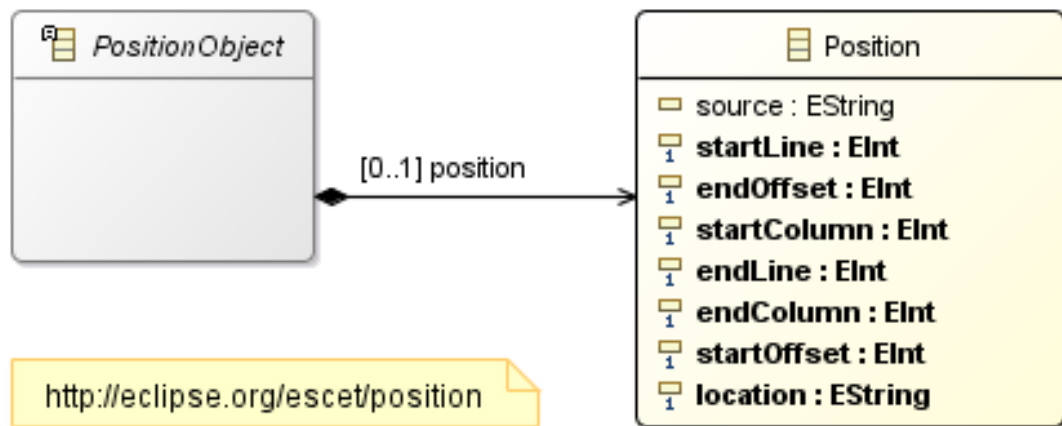 PositionObject
[0..1] position
Position
source : EString
startLine : EInt
endOffset : EInt
startColumn : EInt
endLine : EInt
endColumn : EInt
startOffset : EInt
location : EString
http://eclipse.org/escet/position